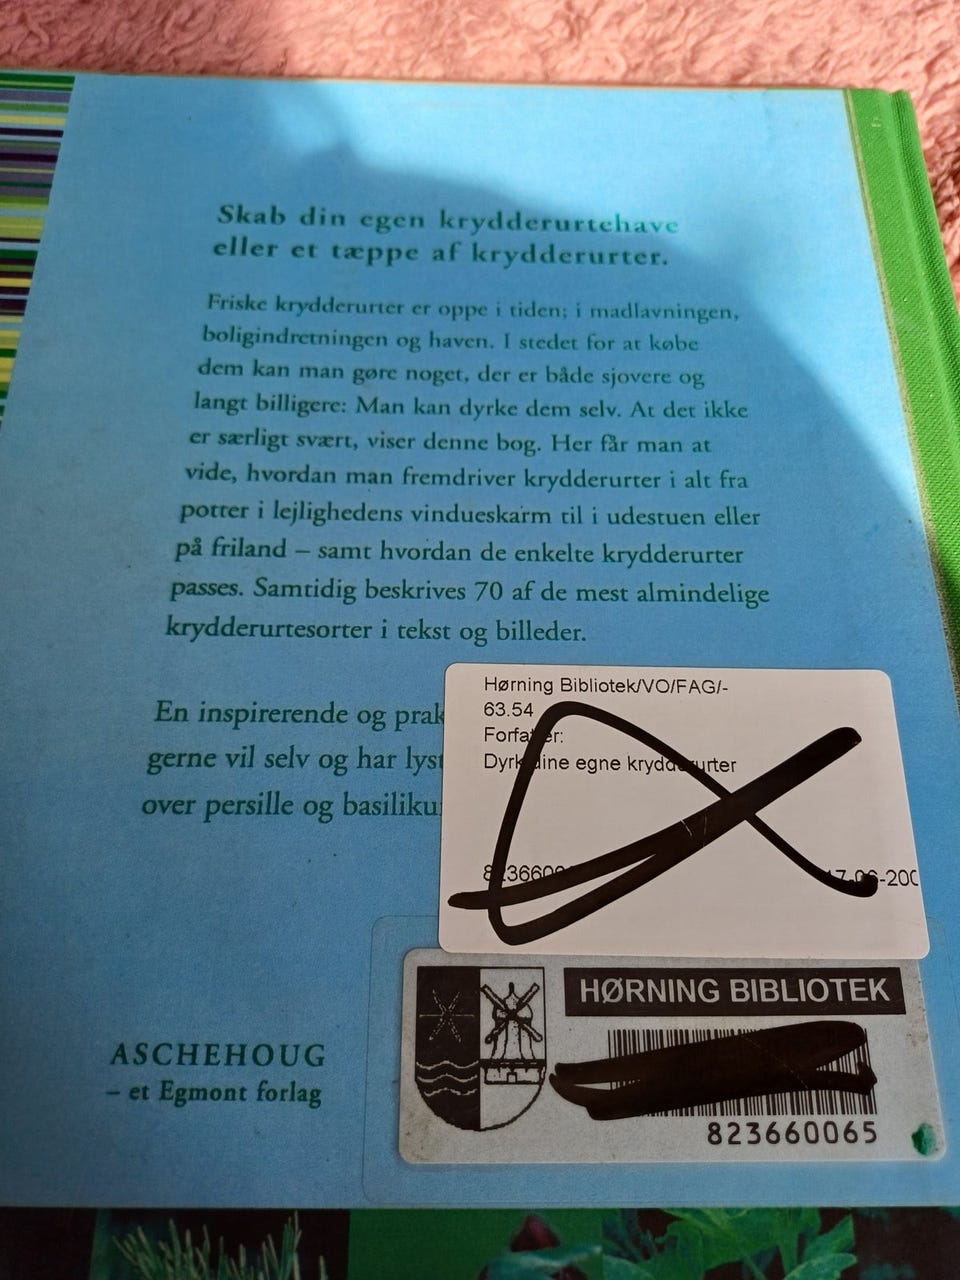 Skab din egen krydderurtehave
eller et tæppe af krydderurter.
Friske krydderurter er oppe i tiden; i madlavningen,
boligindretningen og haven. I stedet for at købe
dem kan man gøre noget, der er både sjovere og
langt billigere: Man kan dyrke dem selv. At det ikke
er særligt svært, viser denne bog. Her får man at
vide, hvordan man fremdriver krydderurter i alt fra
potter i lejlighedens vindueskarm til i udestuen eller
på friland – samt hvordan de enkelte krydderurter
passes. Samtidig beskrives 70 af de mest almindelige
krydderurtesorter i tekst og billeder.
En inspirerende og prak
gerne vil selv og har lyst
over persille og basiliku
Hørning Bibliotek/VO/FAG/-
63.54
Forfatter:
Dyrk dine egne krydderurter
HØRNING BIBLIOTEK
823660065
ASCHEHOUG
– et Egmont forlag